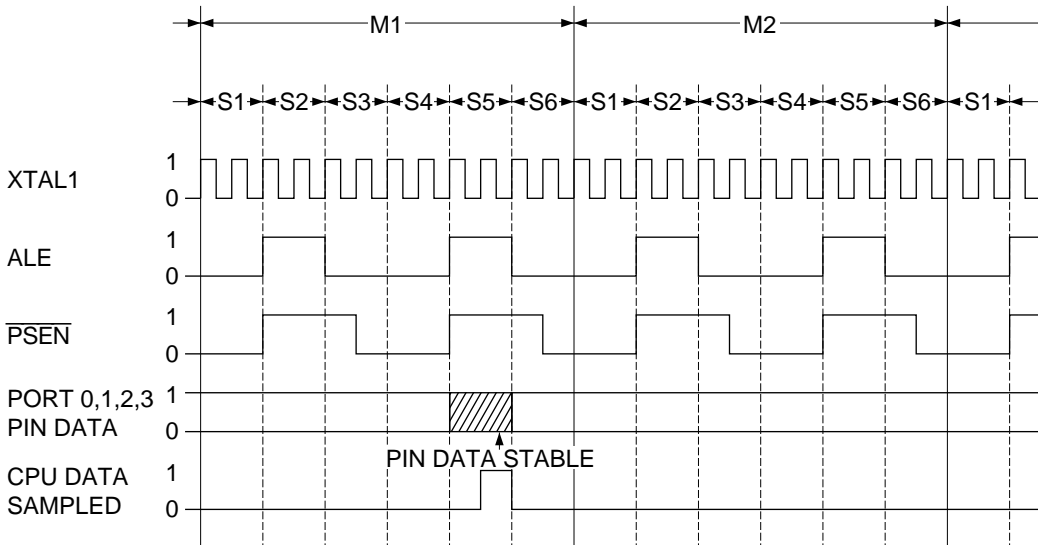 M1 M2
S1 S2 S3 S4 S5 S6 S1 S2 S3 S4 S5 S6 S1
XTAL1 1
0
ALE 1
0
PSEN 1
0
PORT 0,1,2,3 1
PIN DATA 0
PIN DATA STABLE
CPU DATA 1
SAMPLED 0